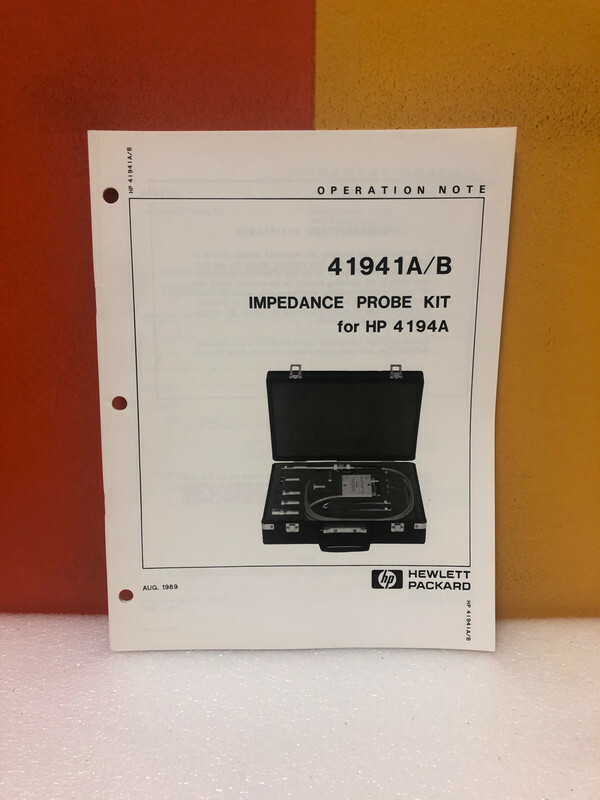 HP 41941A/B
OPERATION NOTE
41941A/B
IMPEDANCE PROBE KIT
for HP 4194A
AUG. 1989
hp HEWLETT
PACKARD
HP 41941A/B